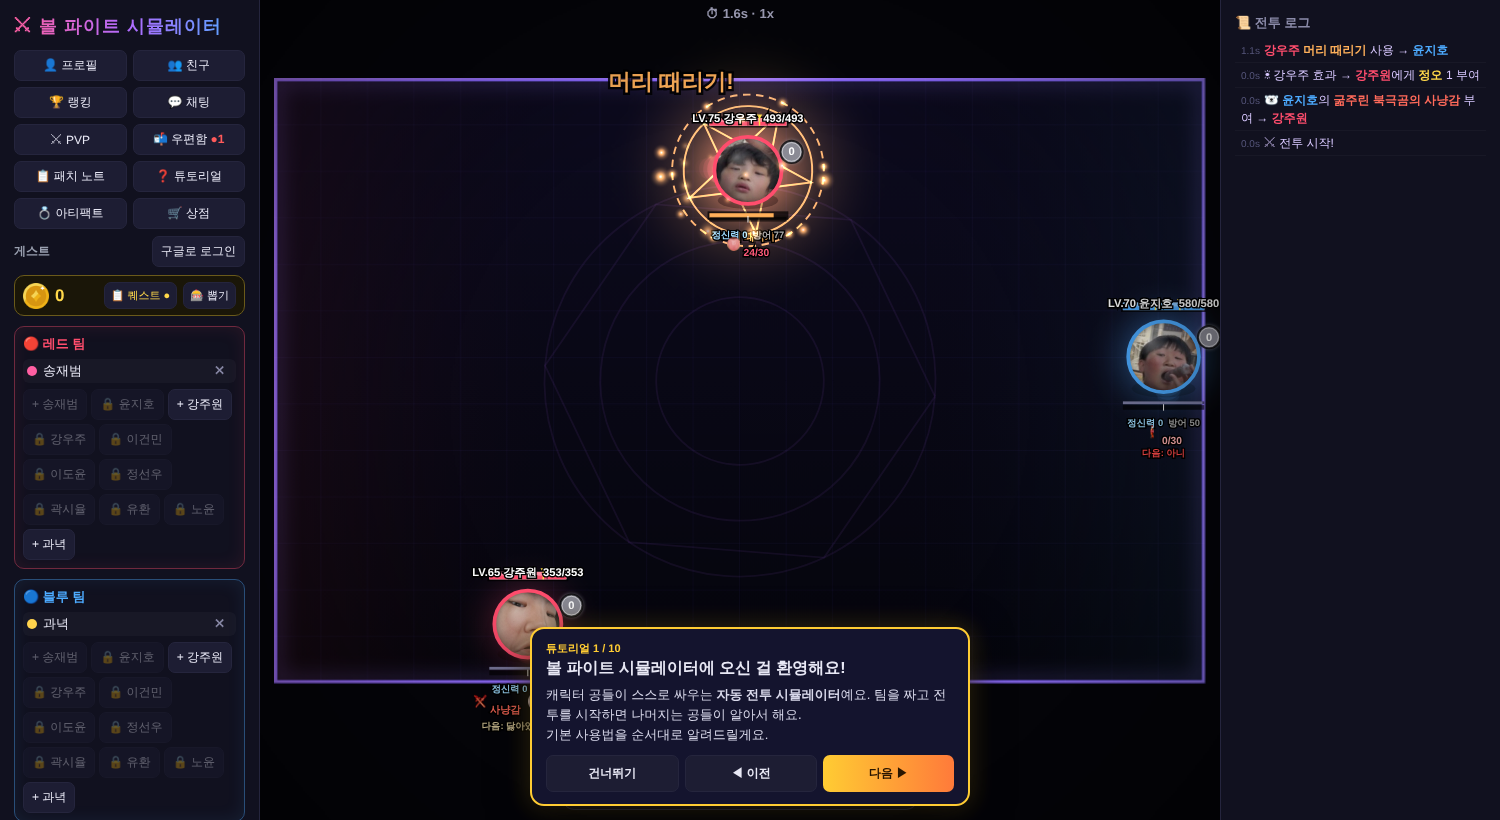 ⚔ 볼 파이트 시뮬레이터
👤 프로필
👥 친구
🏆 랭킹
💬 채팅
⚔ PVP
📬 우편함 ●1
📋 패치 노트
❓ 튜토리얼
💍 아티팩트
🛒 상점
게스트
구글로 로그인
0
📋 퀘스트 ●
🎰 뽑기
🔴 레드 팀
송재범 ✕
+ 송재범 🔒 윤지호 + 강주원
🔒 강우주 🔒 이건민
🔒 이도윤 🔒 정선우
🔒 곽시율 🔒 유환 🔒 노윤
+ 과녁
🔵 블루 팀
과녁 ✕
+ 송재범 🔒 윤지호 + 강주원
🔒 강우주 🔒 이건민
🔒 이도윤 🔒 정선우
🔒 곽시율 🔒 유환 🔒 노윤
+ 과녁
⏱ 1.6s · 1x
머리 때리기!
LV.75 강우주 493/493
0
정신력 0 방어 77
24/30
LV.70 윤지호 580/580
0
정신력 0 방어 50
0/30
다음: 아니
LV.65 강주원 353/353
0
정신력 0
사냥감
튜토리얼 1 / 10
볼 파이트 시뮬레이터에 오신 걸 환영해요!
캐릭터 공들이 스스로 싸우는 자동 전투 시뮬레이터예요. 팀을 짜고 전
투를 시작하면 나머지는 공들이 알아서 해요.
기본 사용법을 순서대로 알려드릴게요.
건너뛰기
◀ 이전
다음 ▶
📜 전투 로그
1.1s 강우주 머리 때리기 사용 → 윤지호
0.0s 강우주 효과 → 강주원에게 정오 1 부여
0.0s 🐻‍❄️ 윤지호의 굶주린 북극곰의 사냥감 부
여 → 강주원
0.0s ⚔ 전투 시작!